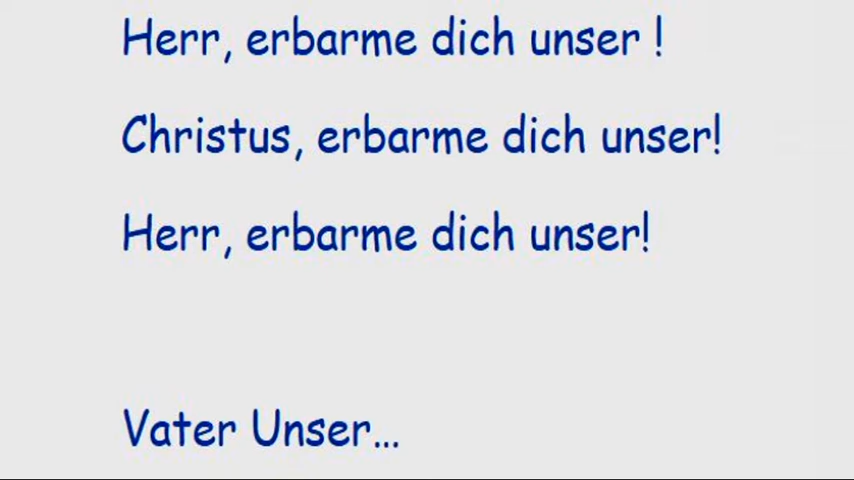 Herr, erbarme dich unser !
Christus, erbarme dich unser!
Herr, erbarme dich unser!
Vater Unser...